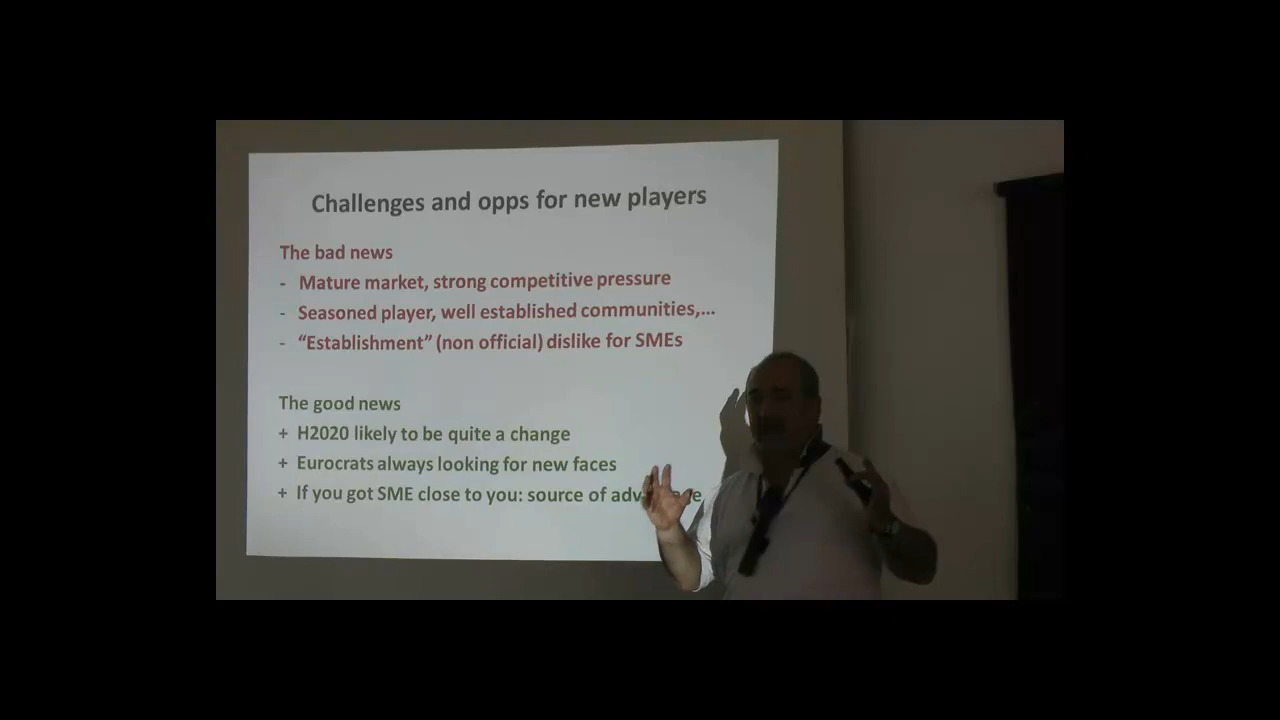 Challenges and opps for new players
The bad news
- Mature market, strong competitive pressure
- Seasoned player, well established communities,...
- “Establishment” (non official) dislike for SMEs
The good news
+ H2020 likely to be quite a change
+ Eurocrats always looking for new faces
+ If you got SME close to you: source of